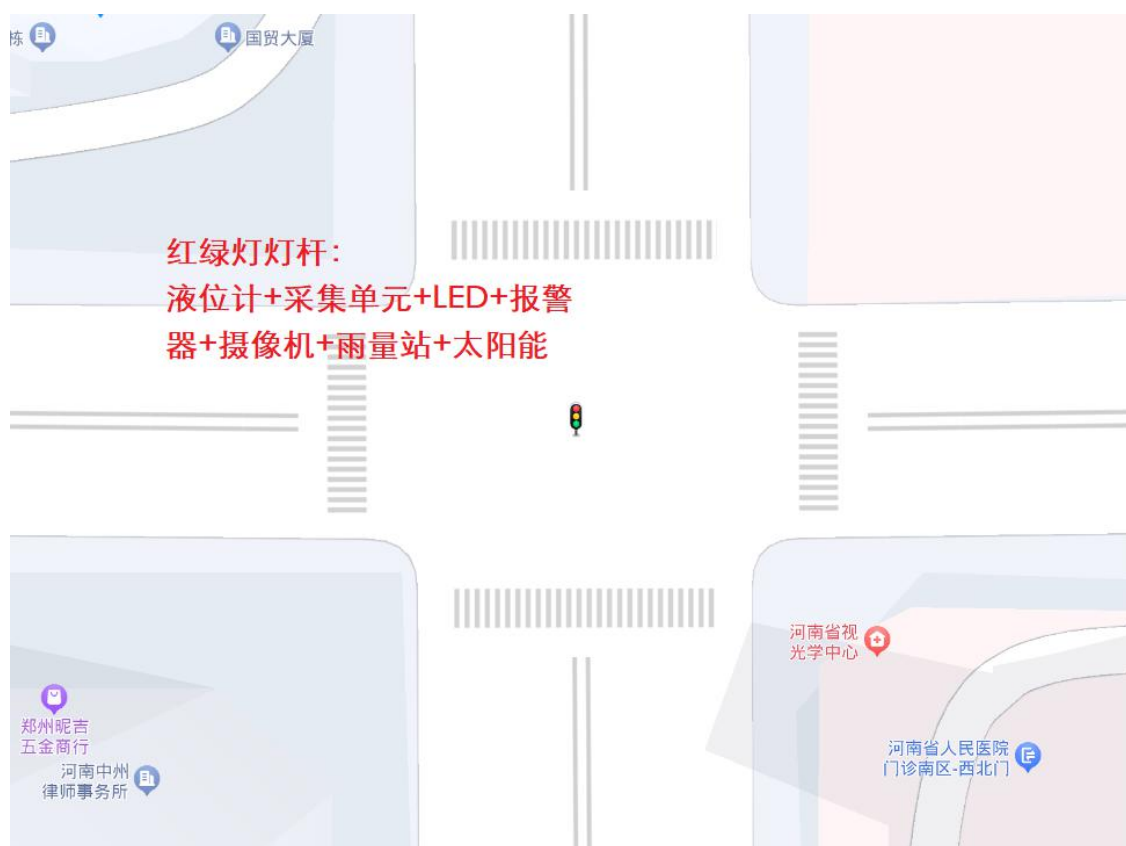 栋
国贸大厦
红绿灯灯杆：
液位计+采集单元+LED+报警
器+摄像机+雨量站+太阳能
河南省视
光学中心
郑州昵吉
五金商行
河南中州
律师事务所
河南省人民医院
门诊南区-西北门